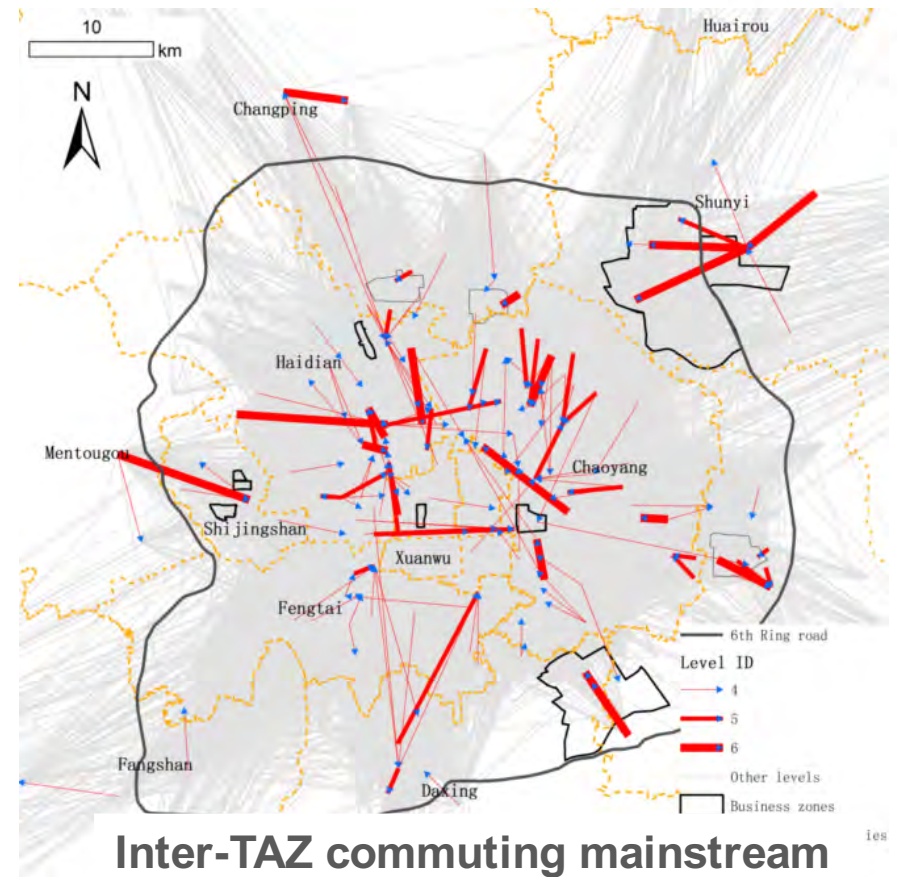 10
km
N
Huairou
Changping
Shunyi
Haidian
Mentougou
Chaoyang
Shijingshan
Xuanwu
Fengtai
Fangshan
Daxing
6th Ring road
Level ID
4
5
6
Other levels
Business zones
ies
Inter-TAZ commuting mainstream